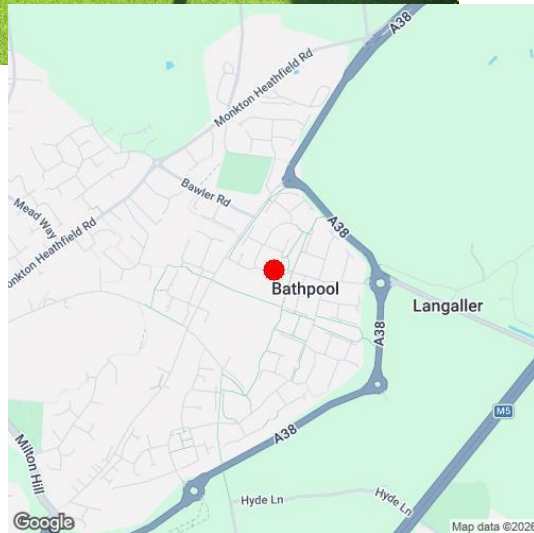 A38
Monkton Heathfield Rd
Bawler Rd
Mead Way
onkton Heathfield Rd
A38
Bathpool
Langaller
A38
M5
Milton Hill
A38
Hyde Ln
Hyde Ln
Google
Map data ©2026